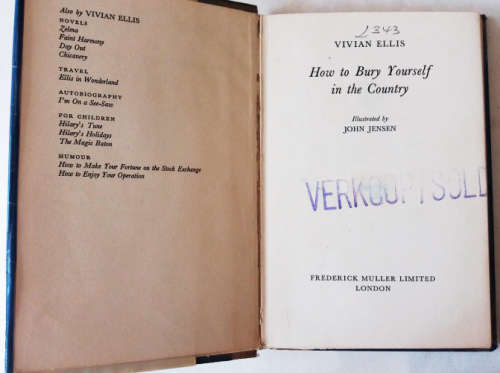 Also by VIVIAN ELLIS
NOVELS
Zelma
Faint Harmony
Day Out
Chicanery
TRAVEL
Ellis in Wonderland
AUTOBIOGRAPHY
I'm On a See-Saw
FOR CHILDREN
Hilary's Tune
Hilary's Holidays
The Magic Baton
HUMOUR
How to Make Your Fortune on the Stock Exchange
How to Enjoy Your Operation
2343
VIVIAN ELLIS
How to Bury Yourself
in the Country
Illustrated by
JOHN JENSEN
VERKOOP/SOLD
FREDERICK MULLER LIMITED
LONDON